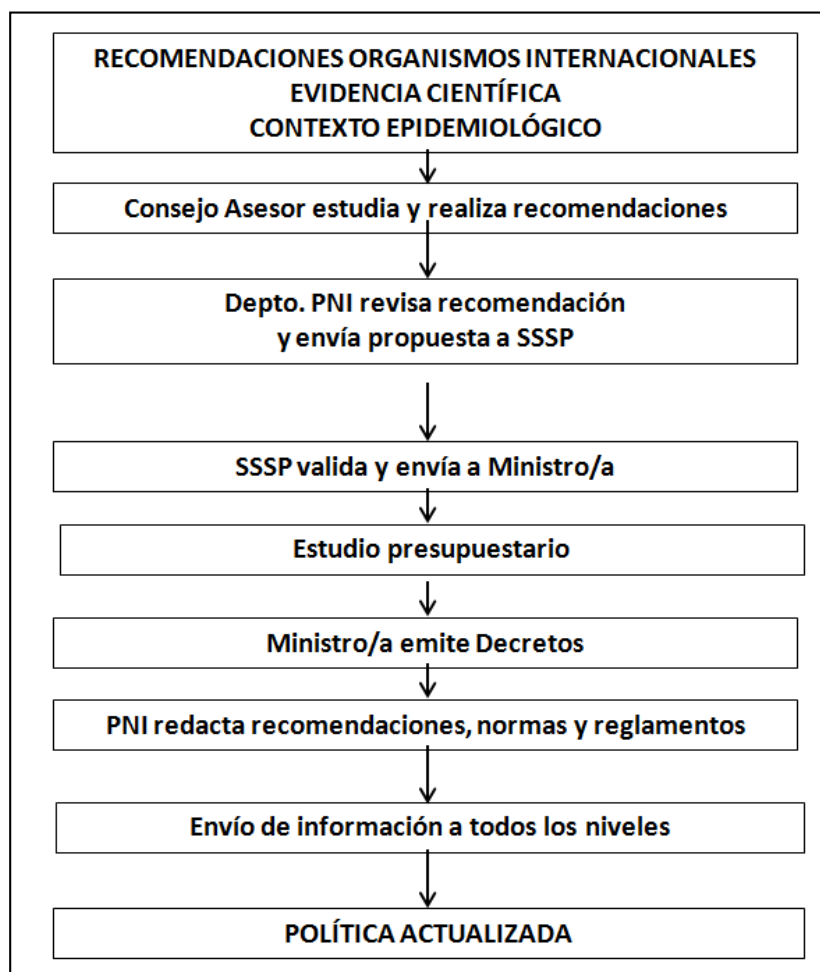 RECOMENDACIONES ORGANISMOS INTERNACIONALES
EVIDENCIA CIENTÍFICA
CONTEXTO EPIDEMIOLÓGICO
Consejo Asesor estudia y realiza recomendaciones
Depto. PNI revisa recomendación
y envía propuesta a SSSP
SSSP valida y envía a Ministro/a
Estudio presupuestario
Ministro/a emite Decretos
PNI redacta recomendaciones, normas y reglamentos
Envío de información a todos los niveles
POLÍTICA ACTUALIZADA